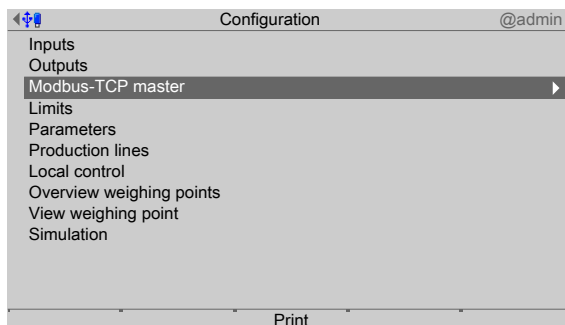 Configuration @admin
Inputs
Outputs
Modbus-TCP master
Limits
Parameters
Production lines
Local control
Overview weighing points
View weighing point
Simulation
Print